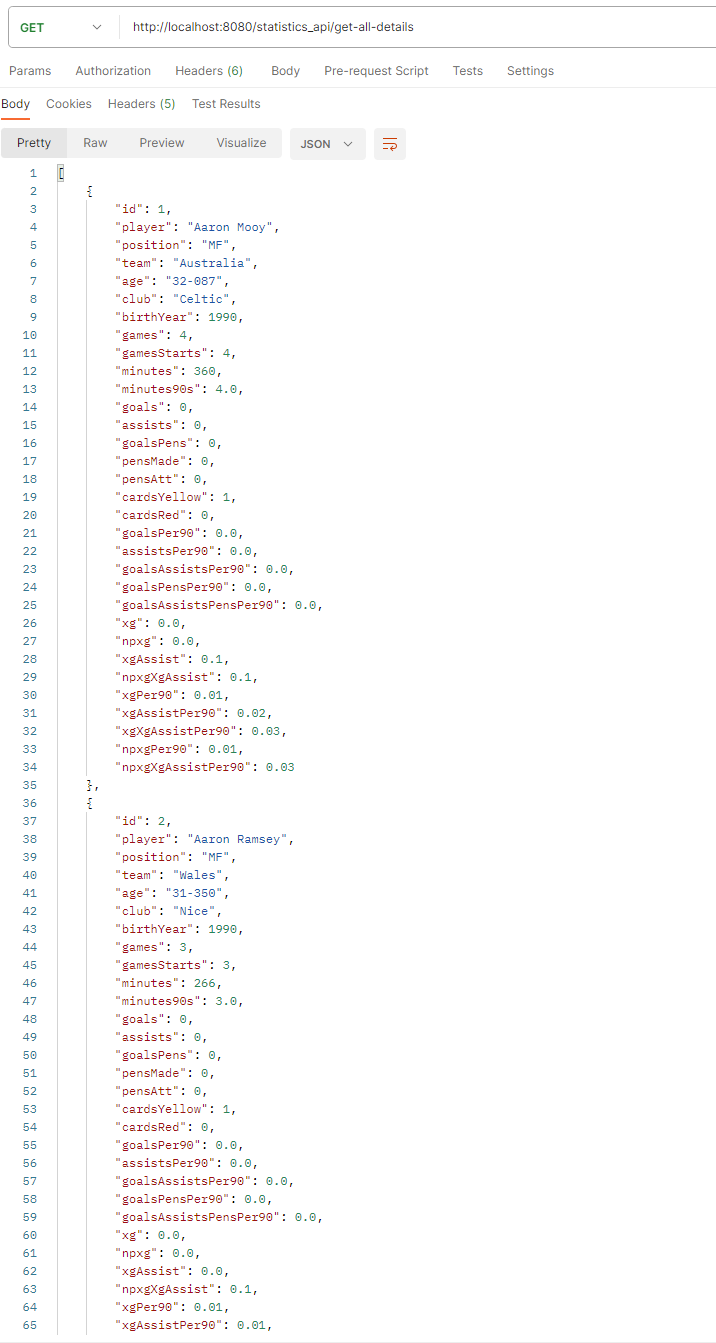 GET http://localhost:8080/statistics_api/get-all-details
Params Authorization Headers (6) Body Pre-request Script Tests Settings
Body Cookies Headers (5) Test Results
Pretty Raw Preview Visualize JSON
1 [
2 {
3 "id": 1,
4 "player": "Aaron Mooy",
5 "position": "MF",
6 "team": "Australia",
7 "age": "32-087",
8 "club": "Celtic",
9 "birthYear": 1990,
10 "games": 4,
11 "gamesStarts": 4,
12 "minutes": 360,
13 "minutes90s": 4.0,
14 "goals": 0,
15 "assists": 0,
16 "goalsPens": 0,
17 "pensMade": 0,
18 "pensAtt": 0,
19 "cardsYellow": 1,
20 "cardsRed": 0,
21 "goalsPer90": 0.0,
22 "assistsPer90": 0.0,
23 "goalsAssistsPer90": 0.0,
24 "goalsPensPer90": 0.0,
25 "goalsAssistsPensPer90": 0.0,
26 "xg": 0.0,
27 "npxg": 0.0,
28 "xgAssist": 0.1,
29 "npxgXgAssist": 0.1,
30 "xgPer90": 0.01,
31 "xgAssistPer90": 0.02,
32 "xgXgAssistPer90": 0.03,
33 "npxgPer90": 0.01,
34 "npxgXgAssistPer90": 0.03
35 },
36 {
37 "id": 2,
38 "player": "Aaron Ramsey",
39 "position": "MF",
40 "team": "Wales",
41 "age": "31-350",
42 "club": "Nice",
43 "birthYear": 1990,
44 "games": 3,
45 "gamesStarts": 3,
46 "minutes": 266,
47 "minutes90s": 3.0,
48 "goals": 0,
49 "assists": 0,
50 "goalsPens": 0,
51 "pensMade": 0,
52 "pensAtt": 0,
53 "cardsYellow": 1,
54 "cardsRed": 0,
55 "goalsPer90": 0.0,
56 "assistsPer90": 0.0,
57 "goalsAssistsPer90": 0.0,
58 "goalsPensPer90": 0.0,
59 "goalsAssistsPensPer90": 0.0,
60 "xg": 0.0,
61 "npxg": 0.0,
62 "xgAssist": 0.0,
63 "npxgXgAssist": 0.1,
64 "xgPer90": 0.01,
65 "xgAssistPer90": 0.01,